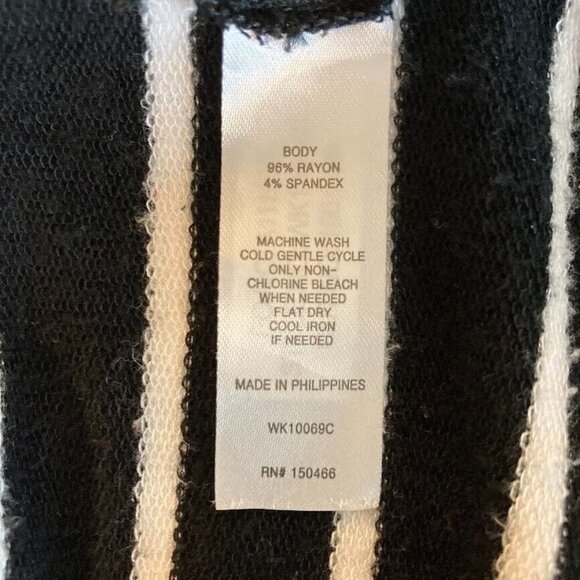 BODY
96% RAYON
4% SPANDEX
MACHINE WASH
COLD GENTLE CYCLE
ONLY NON-
CHLORINE BLEACH
WHEN NEEDED
FLAT DRY
COOL IRON
IF NEEDED
MADE IN PHILIPPINES
WK10069C
RN# 150466